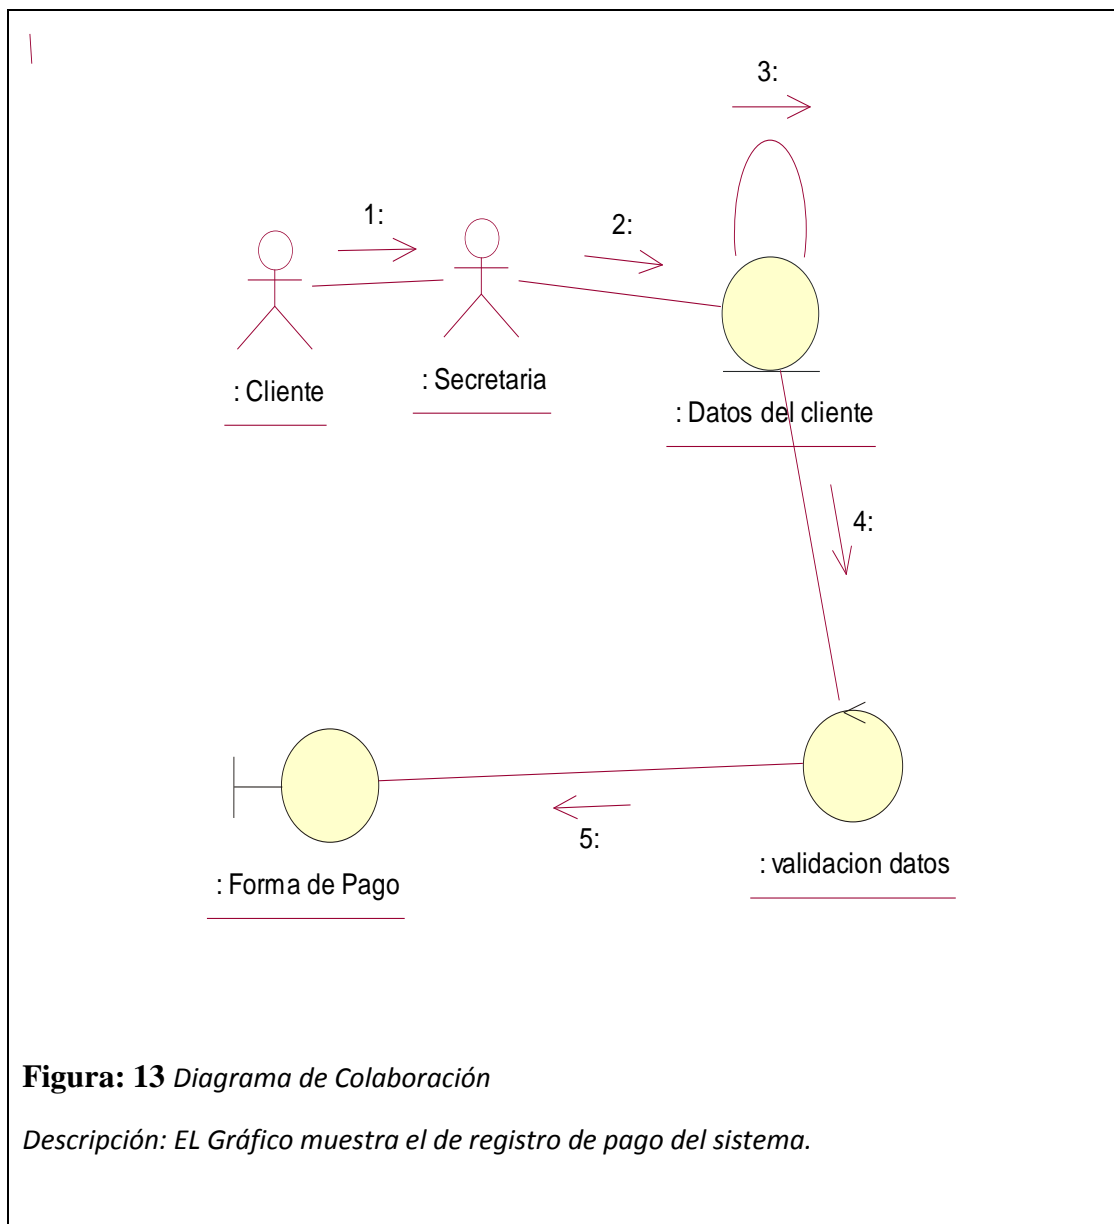 3:
1:
2:
: Cliente
: Secretaria
: Datos del cliente
4:
5:
: Forma de Pago
: validacion datos
Figura: 13 Diagrama de Colaboración
Descripción: EL Gráfico muestra el de registro de pago del sistema.